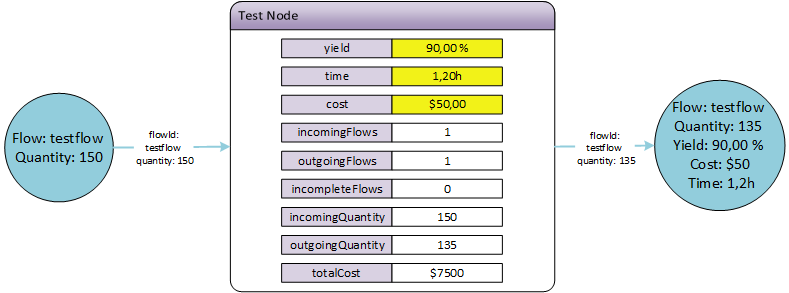 Test Node
yield 90,00 %
time 1,20h
cost $50,00
incomingFlows 1
outgoingFlows 1
incompleteFlows 0
incomingQuantity 150
outgoingQuantity 135
totalCost $7500
Flow: testflow
Quantity: 150
flowId:
testflow
quantity: 150
flowId:
testflow
quantity: 135
Flow: testflow
Quantity: 135
Yield: 90,00 %
Cost: $50
Time: 1,2h